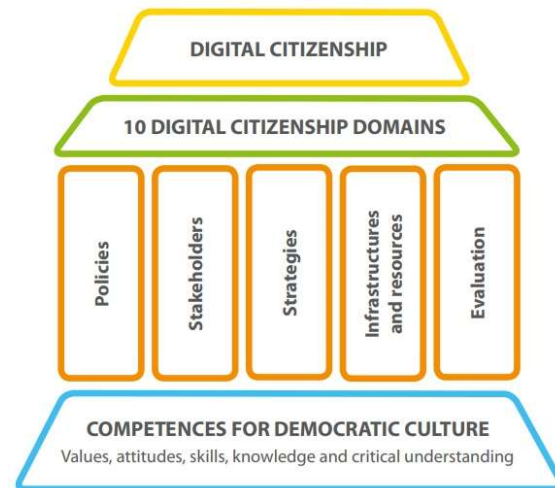 DIGITAL CITIZENSHIP
10 DIGITAL CITIZENSHIP DOMAINS
Policies
Stakeholders
Strategies
Infrastructures
and resources
Evaluation
COMPETENCES FOR DEMOCRATIC CULTURE
Values, attitudes, skills, knowledge and critical understanding